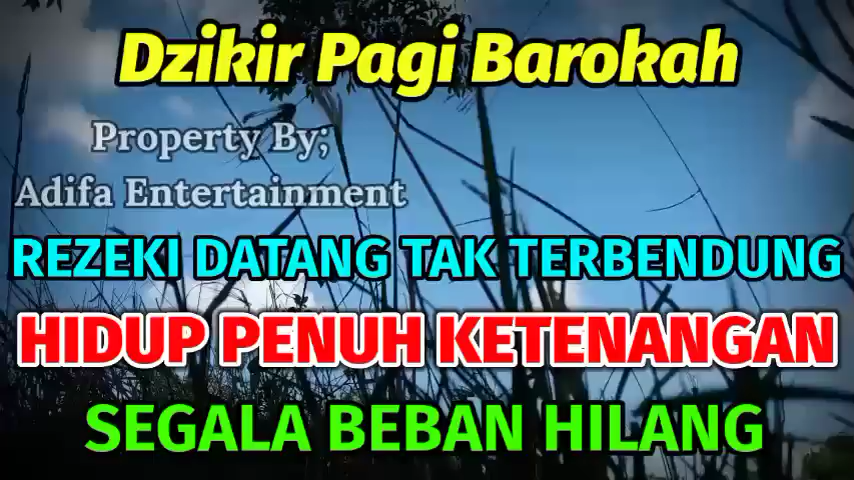 Dzikir Pagi Barokah
Property By;
Adifa Entertainment
REZEKI DATANG TAK TERBENDUNG
HIDUP PENUH KETENANGAN
SEGALA BEBAN HILANG